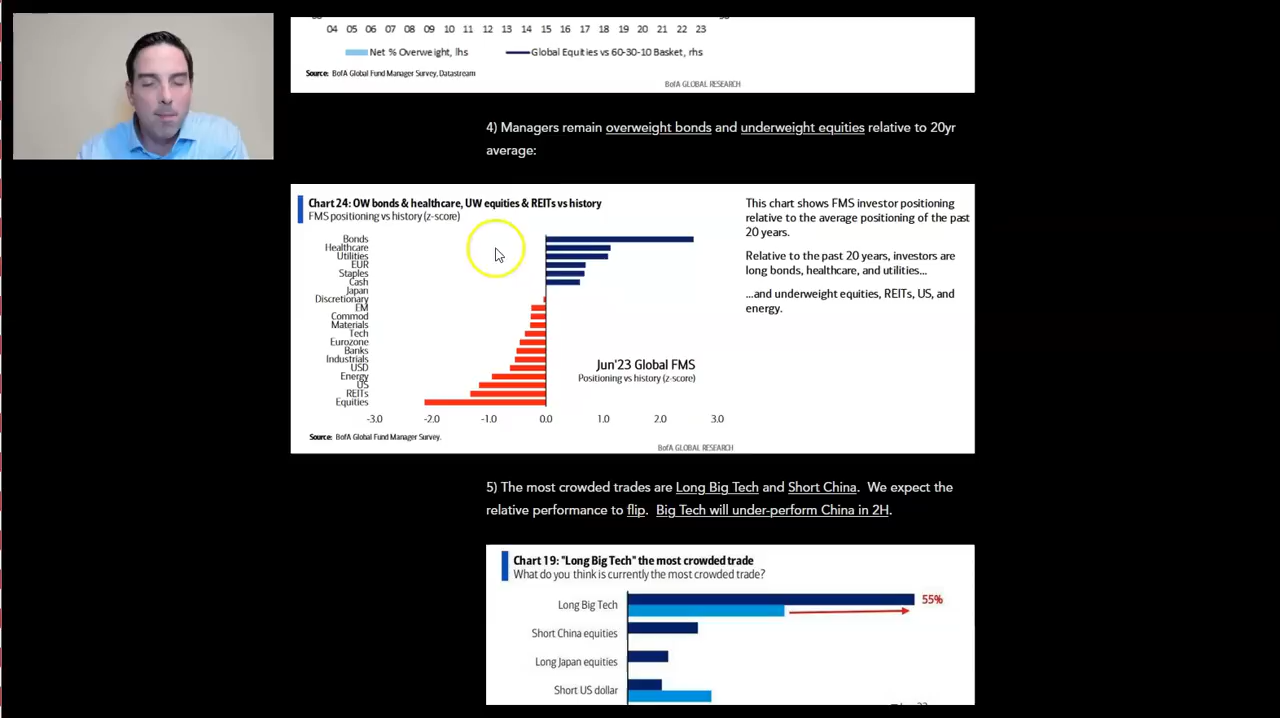 04 05 06 07 08 09 10 11 12 13 14 15 16 17 18 19 20 21 22 23
Net % Overweight, lhs
Global Equities vs 60-30-10 Basket, rhs
Source: BofA Global Fund Manager Survey, Datastream
BofA GLOBAL RESEARCH
4) Managers remain overweight bonds and underweight equities relative to 20yr
average:
Chart 24: OW bonds & healthcare, UW equities & REITs vs history
FMS positioning vs history (z-score)
Bonds
Healthcare
Utilities
EUR
Staples
Cash
Japan
Discretionary
EM
Commod
Materials
Tech
Eurozone
Banks
Industrials
USD
Energy
US
REITs
Equities
Jun'23 Global FMS
Positioning vs history (z-score)
-3.0 -2.0 -1.0 0.0 1.0 2.0 3.0
Source: BofA Global Fund Manager Survey.
BofA GLOBAL RESEARCH
This chart shows FMS investor positioning
relative to the average positioning of the past
20 years.
Relative to the past 20 years, investors are
long bonds, healthcare, and utilities...
...and underweight equities, REITs, US, and
energy.
5) The most crowded trades are Long Big Tech and Short China. We expect the
relative performance to flip. Big Tech will under-perform China in 2H.
Chart 19: "Long Big Tech" the most crowded trade
What do you think is currently the most crowded trade?
Long Big Tech
55%
Short China equities
Long Japan equities
Short US dollar